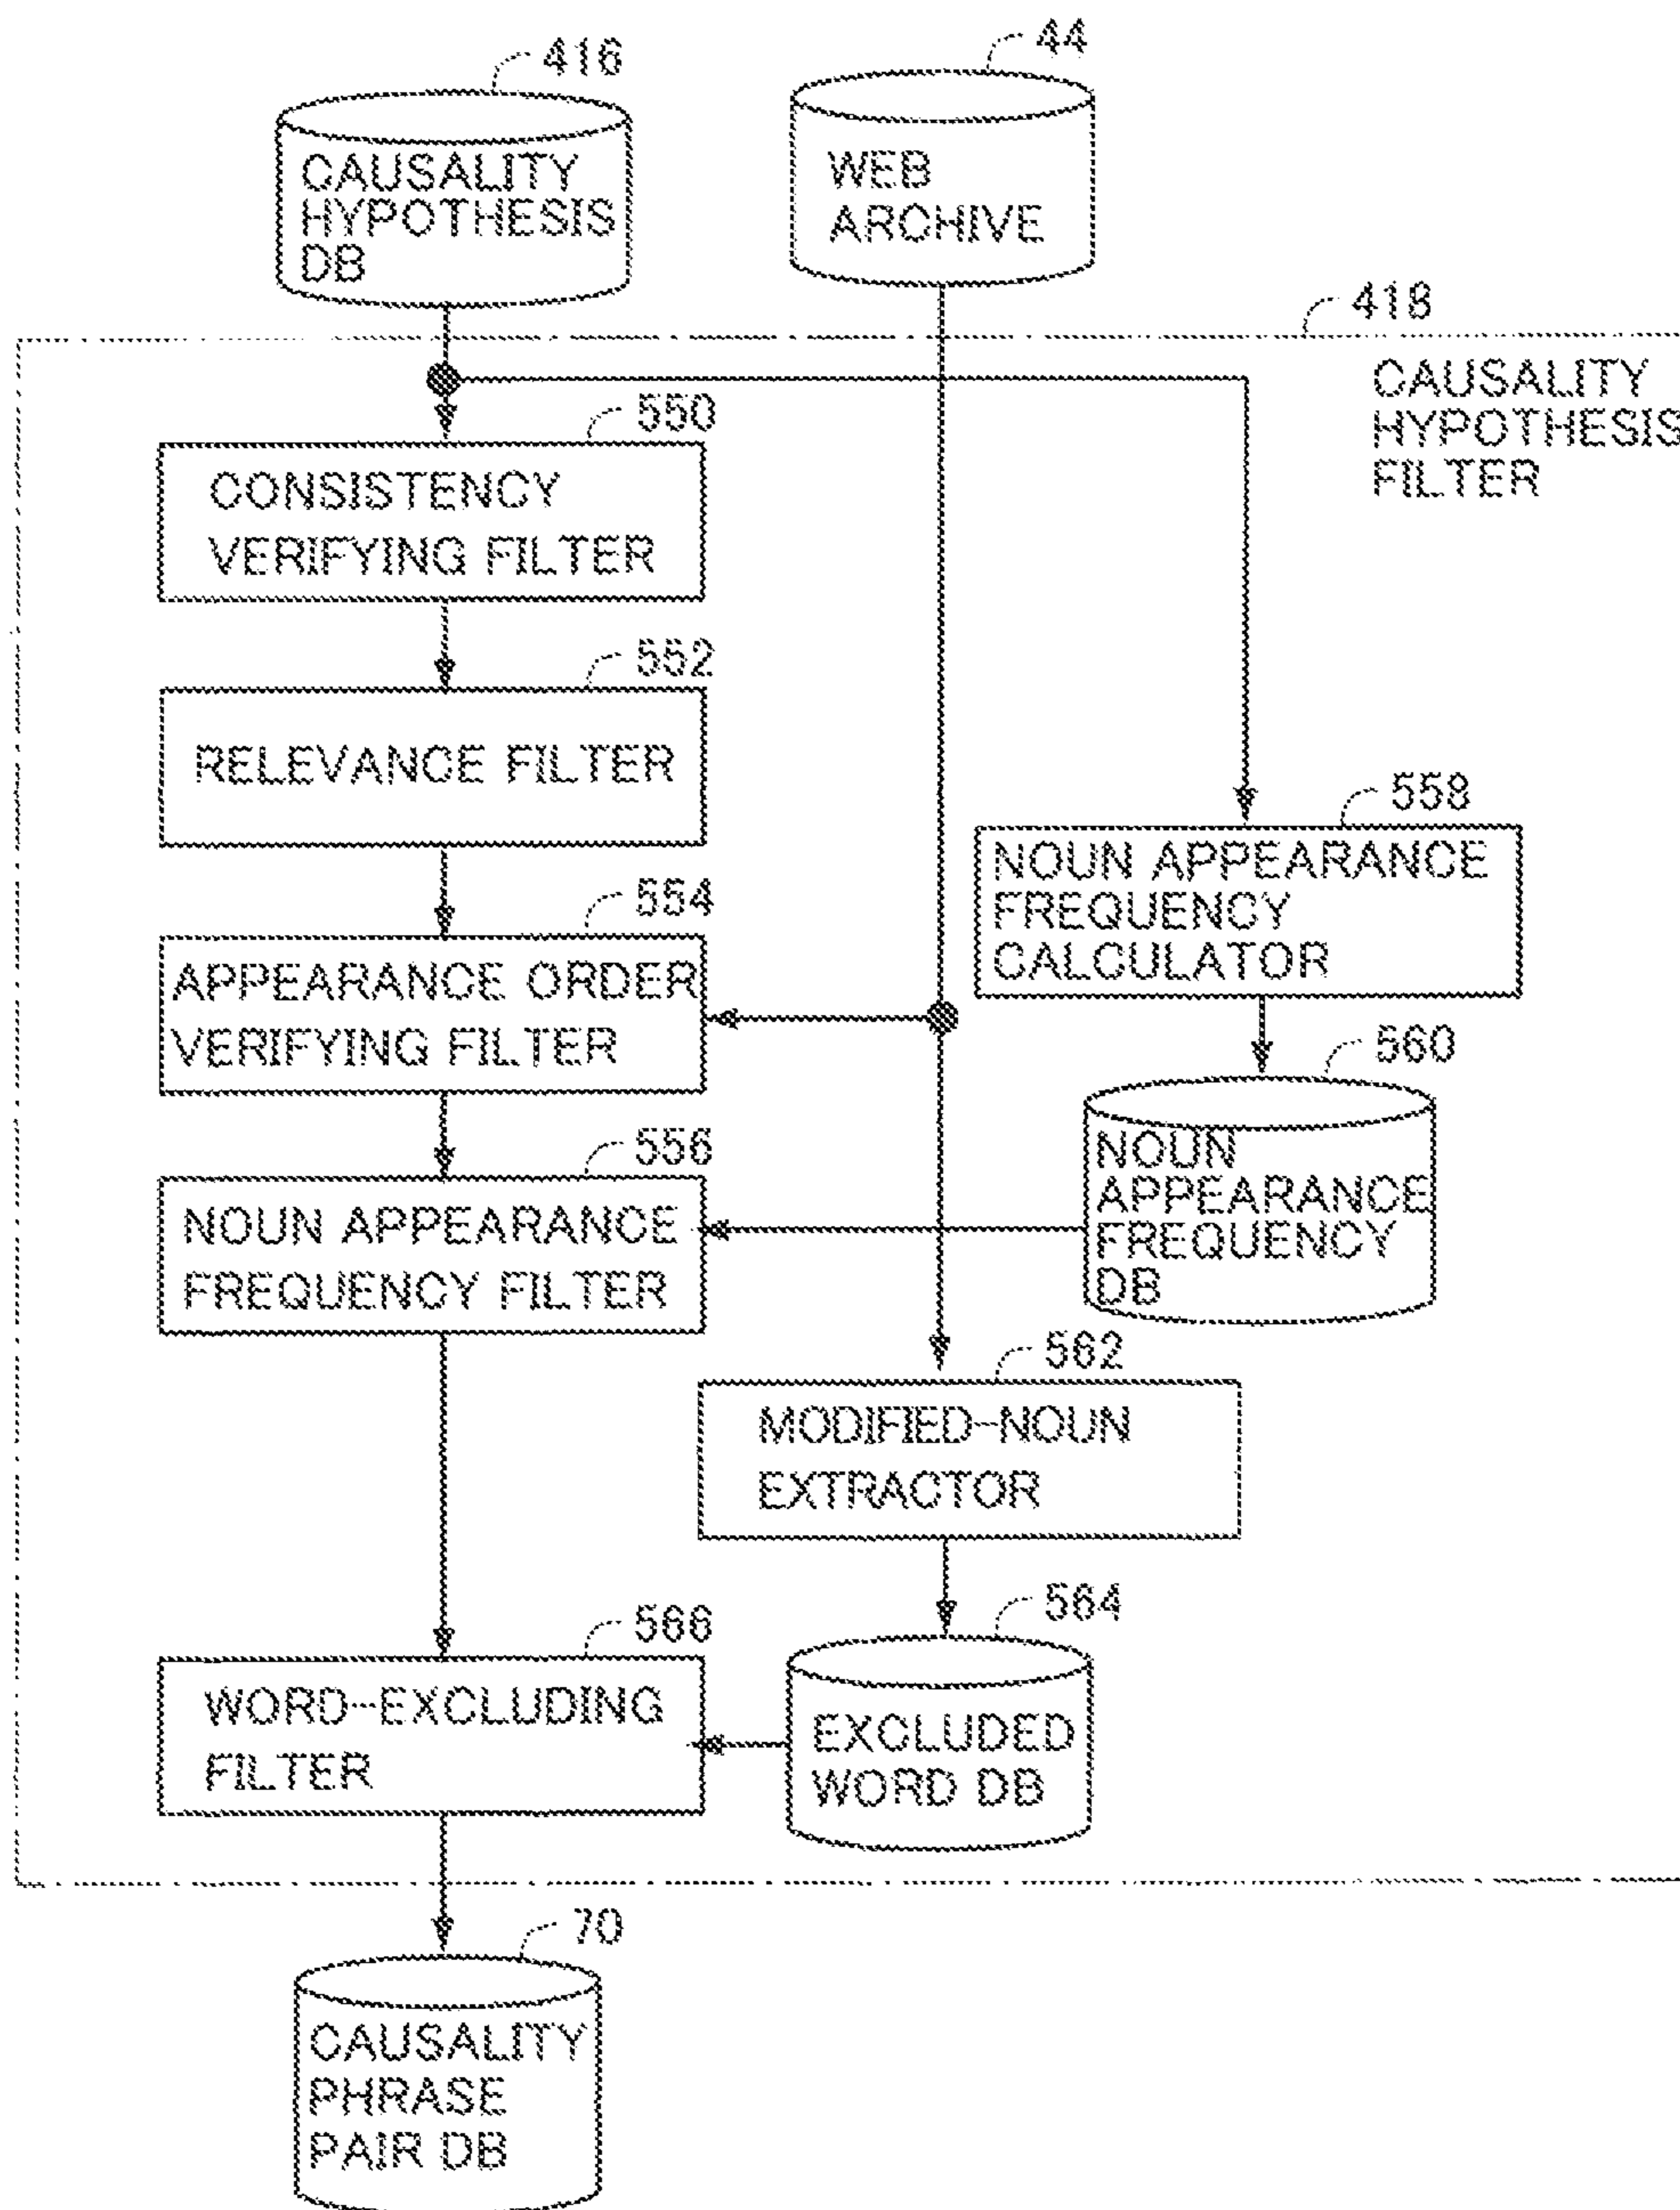 416
44
CAUSALITY
HYPOTHESIS
DB
WEB
ARCHIVE
418
CAUSALITY
HYPOTHESIS
FILTER
550
CONSISTENCY
VERIFYING FILTER
552
RELEVANCE FILTER
558
NOUN APPEARANCE
FREQUENCY
CALCULATOR
554
APPEARANCE ORDER
VERIFYING FILTER
560
NOUN
APPEARANCE
FREQUENCY
DB
556
NOUN APPEARANCE
FREQUENCY FILTER
562
MODIFIED-NOUN
EXTRACTOR
564
EXCLUDED
WORD DB
566
WORD-EXCLUDING
FILTER
70
CAUSALITY
PHRASE
PAIR DB